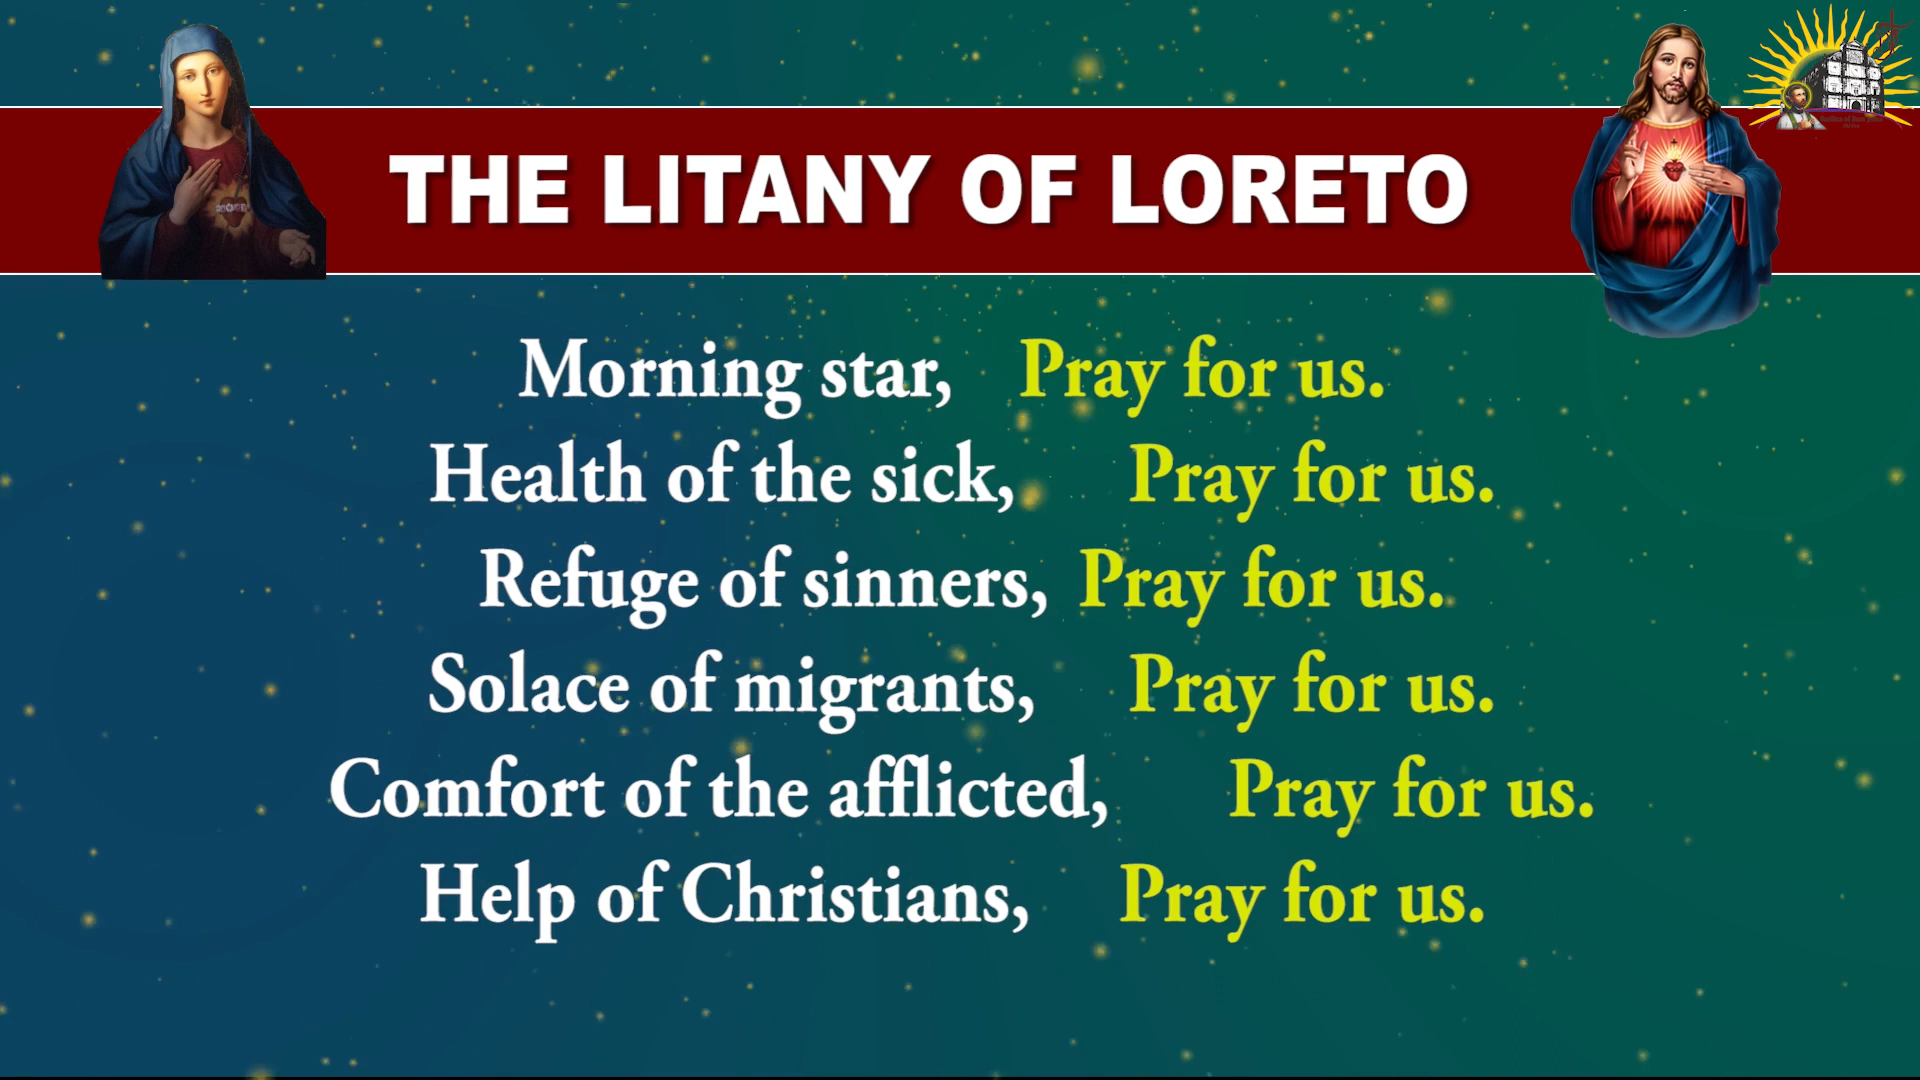 THE LITANY OF LORETO
Morning star, Pray for us.
Health of the sick, Pray for us.
Refuge of sinners, Pray for us.
Solace of migrants, Pray for us.
Comfort of the afflicted, Pray for us.
Help of Christians, Pray for us.